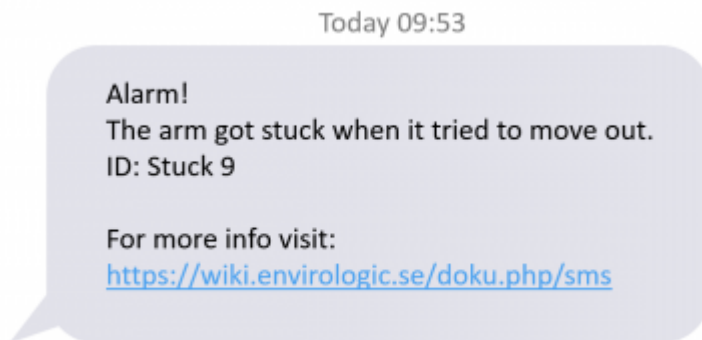 Today 09:53
Alarm!
The arm got stuck when it tried to move out.
ID: Stuck 9
For more info visit:
https://wiki.envirologic.se/doku.php/sms